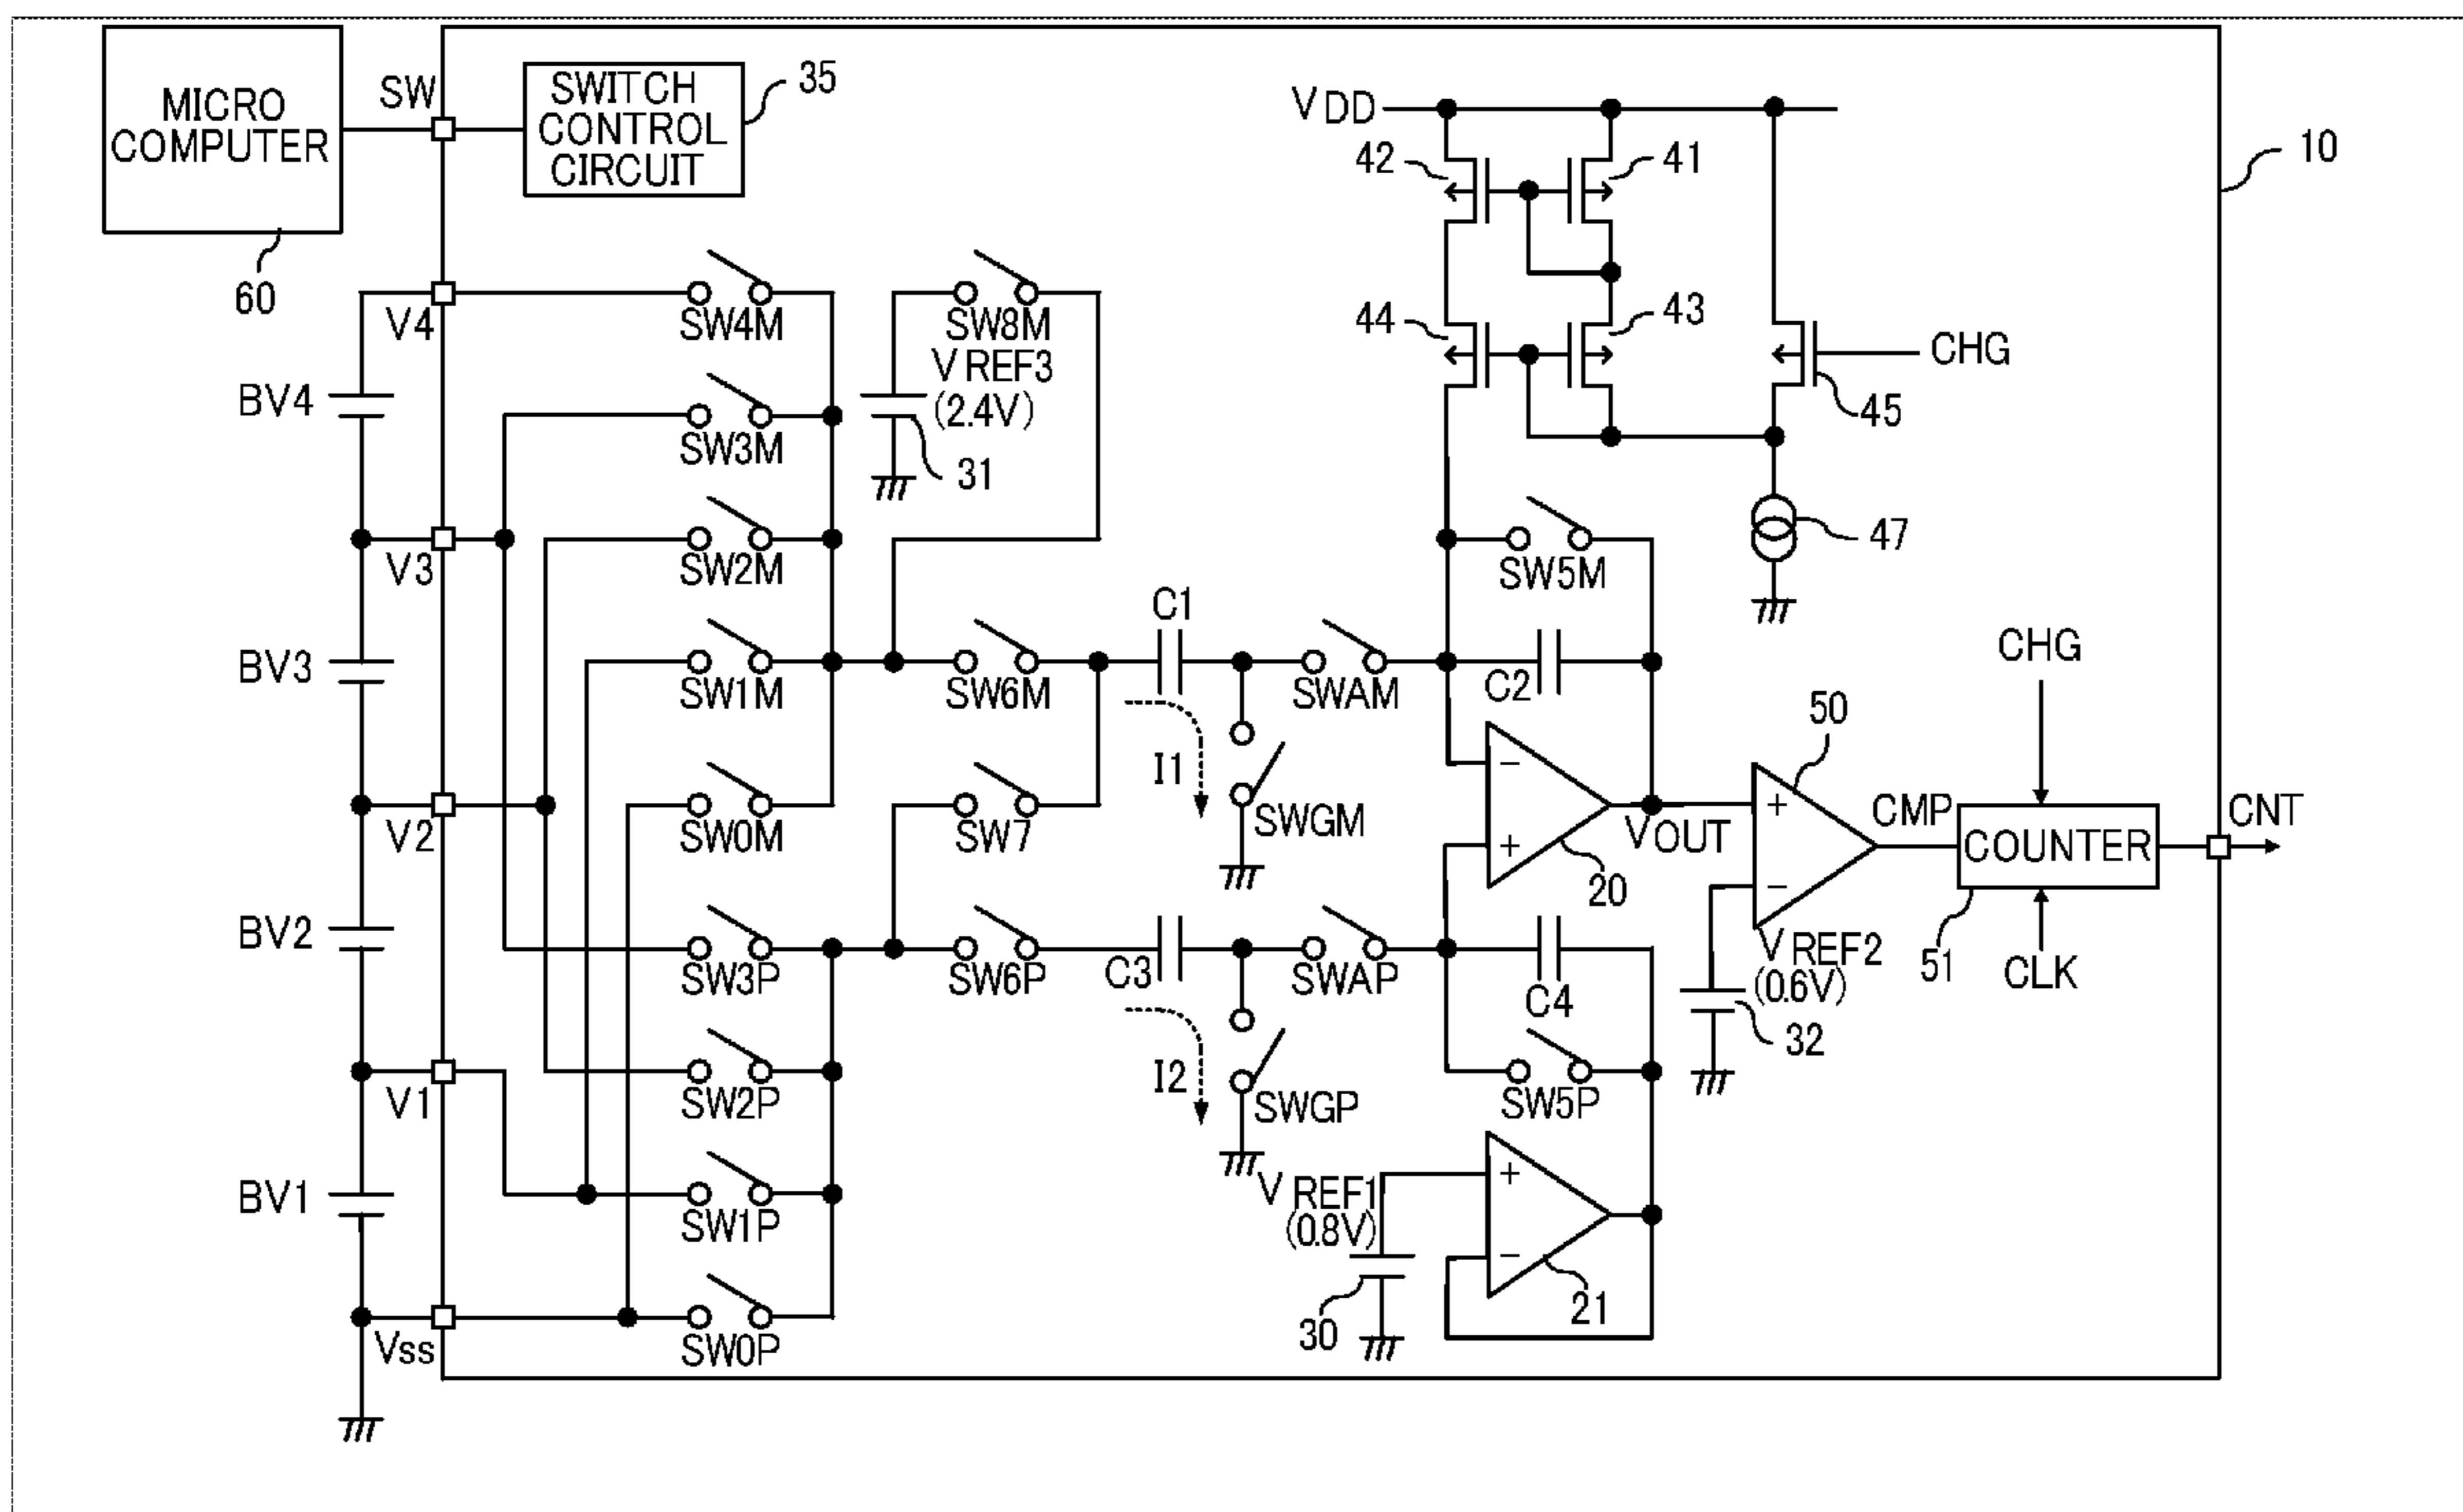 MICRO
COMPUTER
60
SW
SWITCH
CONTROL
CIRCUIT
35
10
VDD
42
41
44
43
45
CHG
47
V4
BV4
V3
BV3
V2
BV2
V1
BV1
Vss
SW4M
SW3M
SW2M
SW1M
SW0M
SW3P
SW2P
SW1P
SW0P
SW8M
VREF3
(2.4V)
31
SW6M
SW7
SW6P
C1
I1
C3
I2
SWAM
SWGM
SWAP
SWGP
SW5M
C2
-
+
20
VOUT
C4
SW5P
VREF1
(0.8V)
30
+
-
21
50
+
-
CMP
VREF2
(0.6V)
32
CHG
COUNTER
51
CLK
CNT